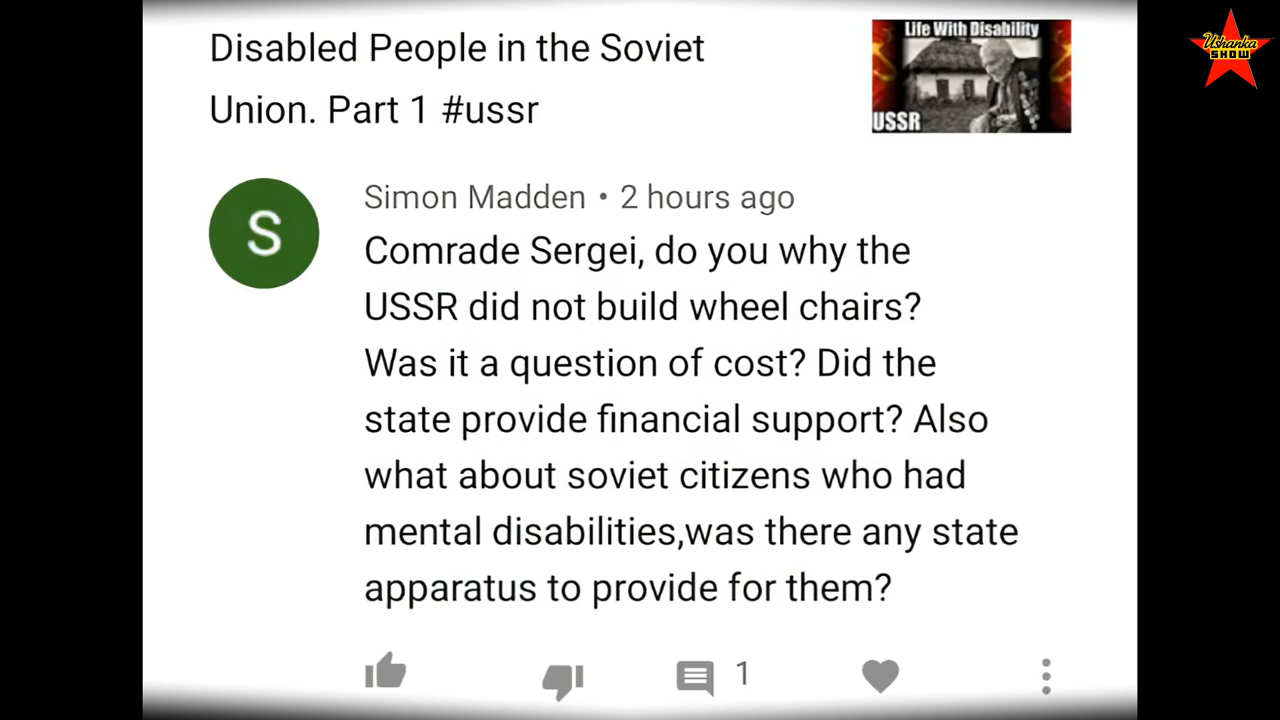 Disabled People in the Soviet
Union. Part 1 #ussr
Life With Disability
USSR
Ushanka
SHOW
S
Simon Madden • 2 hours ago
Comrade Sergei, do you why the
USSR did not build wheel chairs?
Was it a question of cost? Did the
state provide financial support? Also
what about soviet citizens who had
mental disabilities,was there any state
apparatus to provide for them?
1